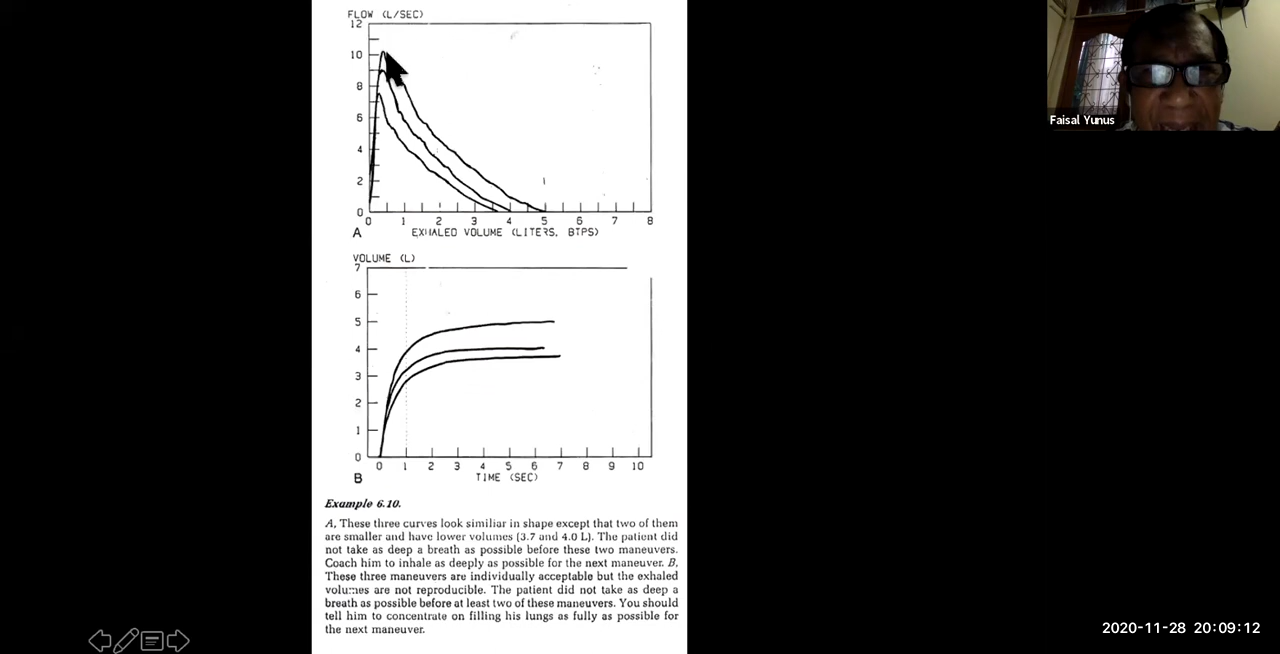 FLOW (L/SEC)
12
10
8
6
4
2
0
0 1 2 3 4 5 6 7 8
A EXHALED VOLUME (LITERS, BTPS)
VOLUME (L)
7
6
5
4
3
2
1
0
0 1 2 3 4 5 6 7 8 9 10
B TIME (SEC)
Example 6.10.
A, These three curves look similiar in shape except that two of them
are smaller and have lower volumes (3.7 and 4.0 L). The patient did
not take as deep a breath as possible before these two maneuvers.
Coach him to inhale as deeply as possible for the next maneuver. B,
These three maneuvers are individually acceptable but the exhaled
volumes are not reproducible. The patient did not take as deep a
breath as possible before at least two of these maneuvers. You should
tell him to concentrate on filling his lungs as fully as possible for
the next maneuver.
Faisal Yunus
2020-11-28 20:09:12